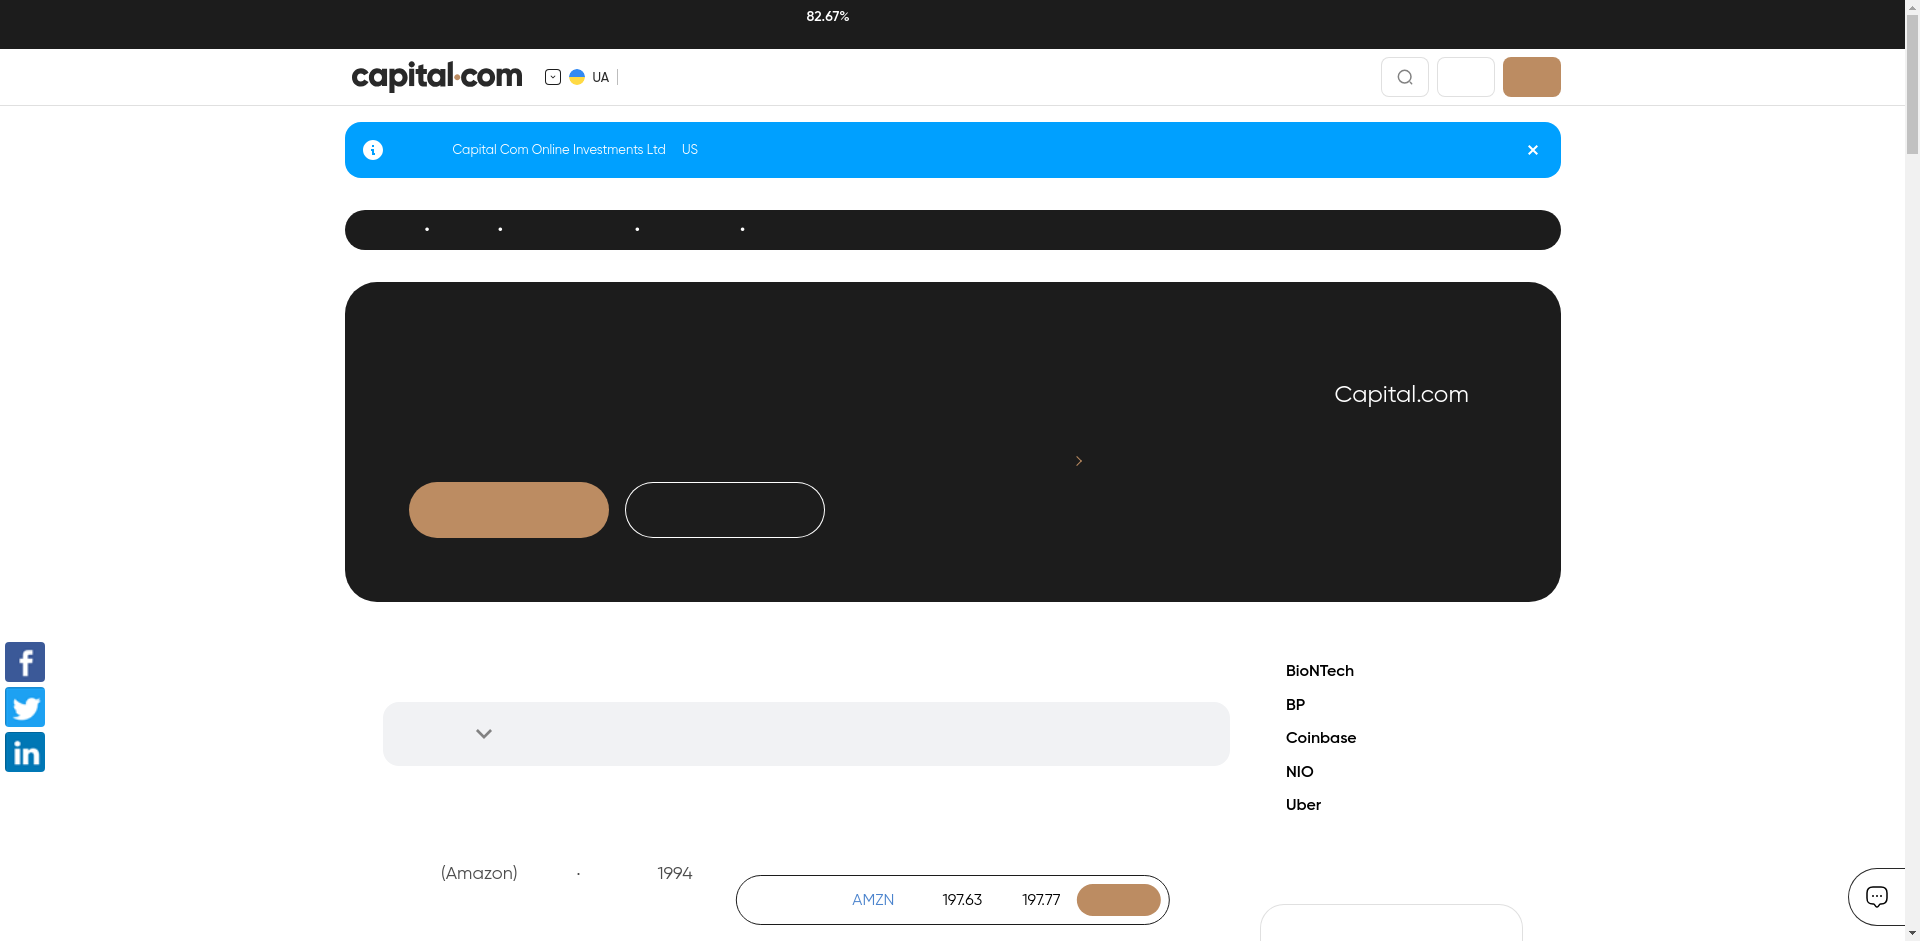 82.67%
capital.com
UA
Capital Com Online Investments Ltd US
Capital.com
BioNTech
BP
Coinbase
NIO
Uber
(Amazon) · 1994
AMZN 197.63 197.77